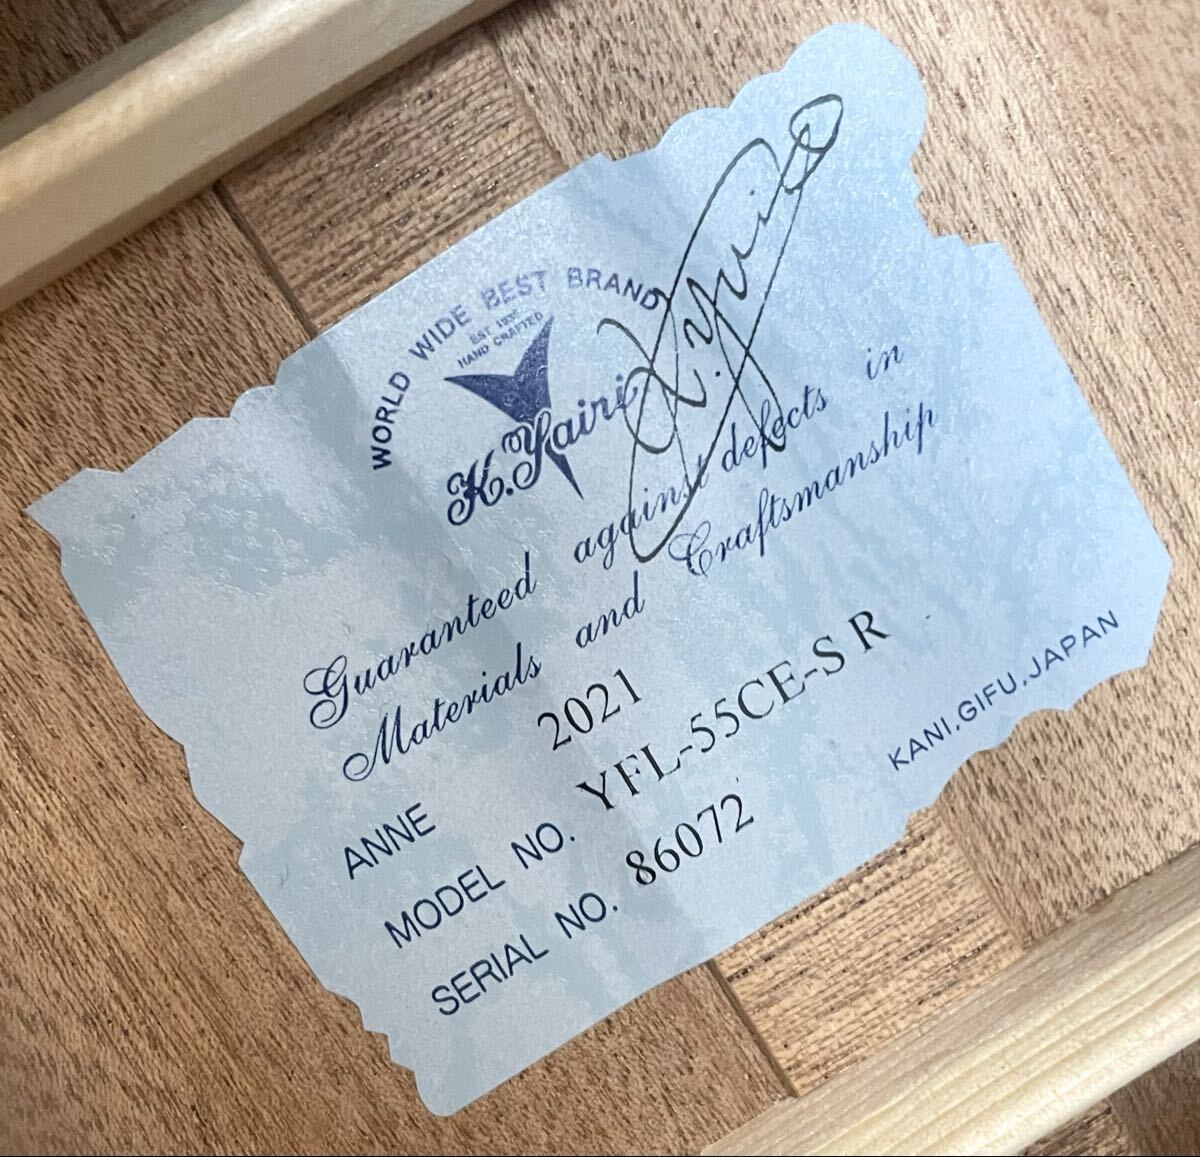 WORLD WIDE BEST BRAND
EST 1935
HAND CRAFTED
K.Yairi
K.Yairi
Guaranteed against defects in
Materials and Craftsmanship
ANNE 2021
MODEL NO. YFL-55CE-S R
SERIAL NO. 86072
KANI.GIFU.JAPAN